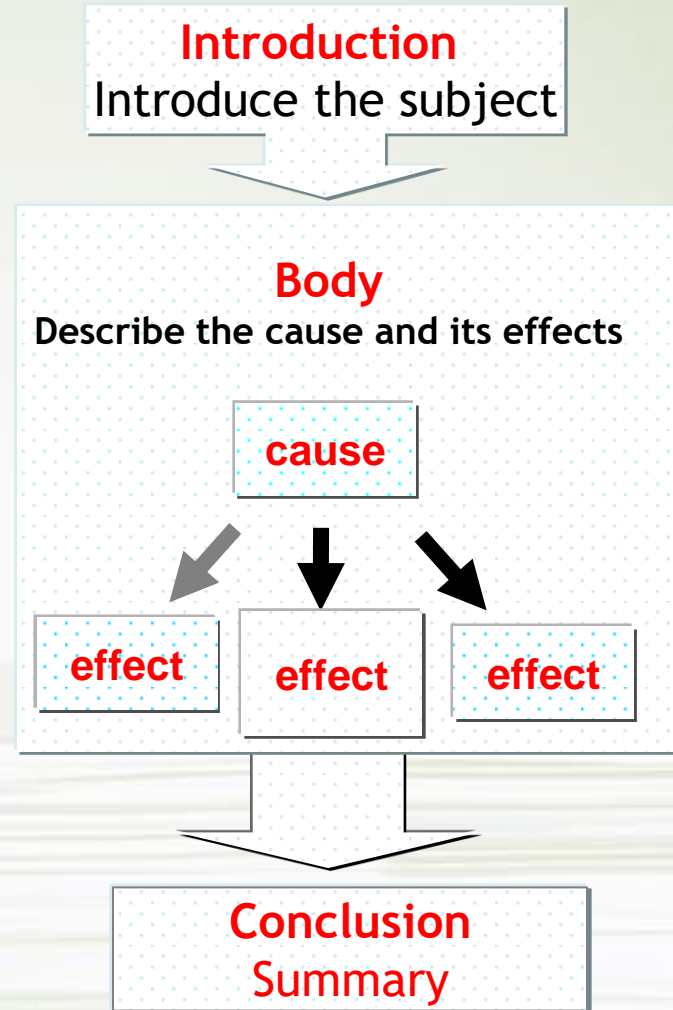 Introduction
Introduce the subject
Body
Describe the cause and its effects
cause
effect
effect
effect
Conclusion
Summary